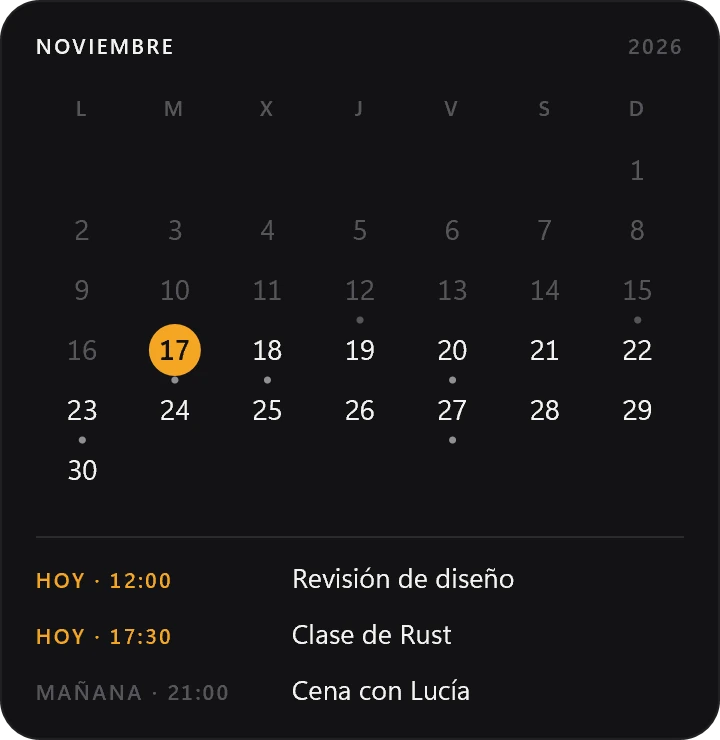 NOVIEMBRE 2026
L M X J V S D
1
2 3 4 5 6 7 8
9 10 11 12 13 14 15
16 17 18 19 20 21 22
23 24 25 26 27 28 29
30
HOY · 12:00 Revisión de diseño
HOY · 17:30 Clase de Rust
MAÑANA · 21:00 Cena con Lucía